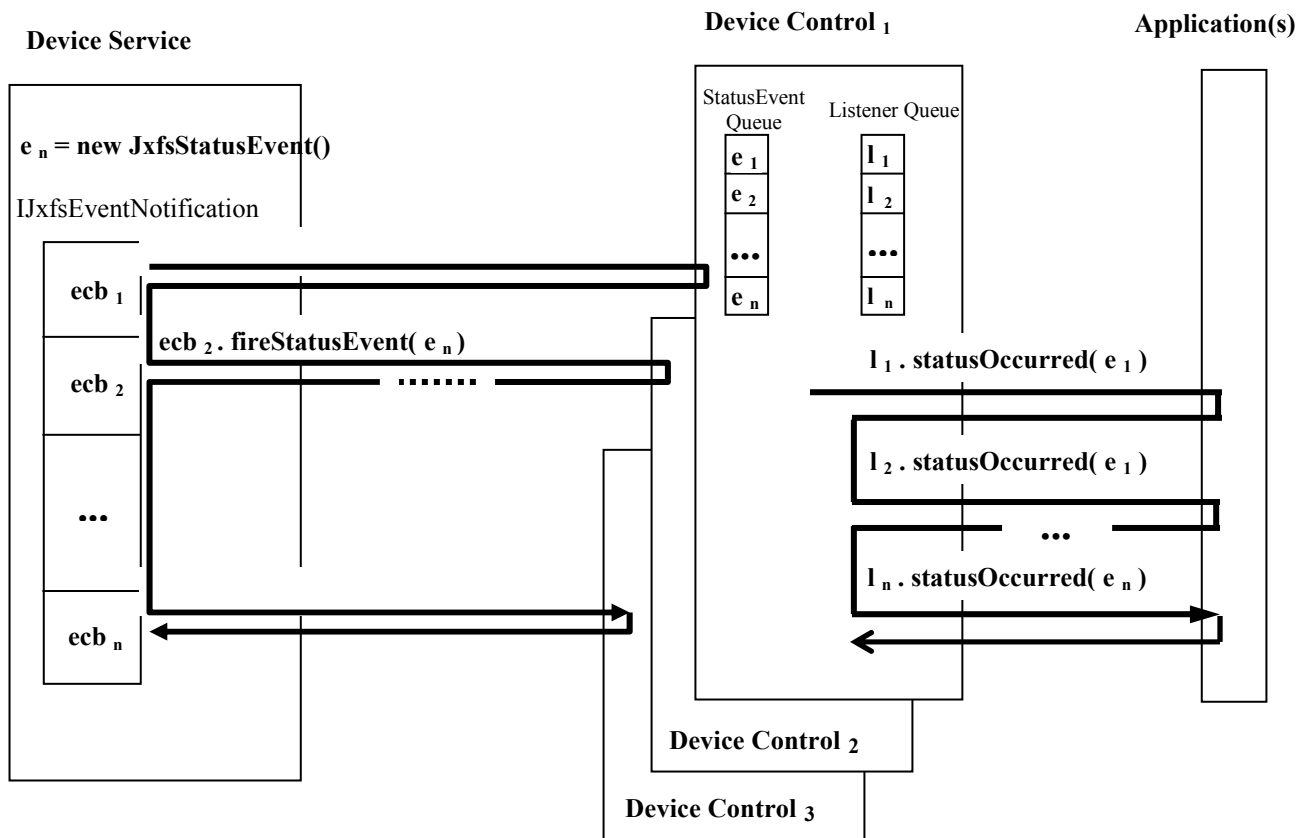 Device Service
Device Control 1
Application(s)
e n = new JxfsStatusEvent()
IJxfsEventNotification
ecb 1
ecb 2
...
ecb n
ecb 2 . fireStatusEvent( e n )
.......
StatusEvent
Queue
e 1
e 2
...
e n
Listener Queue
l 1
l 2
...
l n
l 1 . statusOccurred( e 1 )
l 2 . statusOccurred( e 1 )
...
l n . statusOccurred( e n )
Device Control 2
Device Control 3